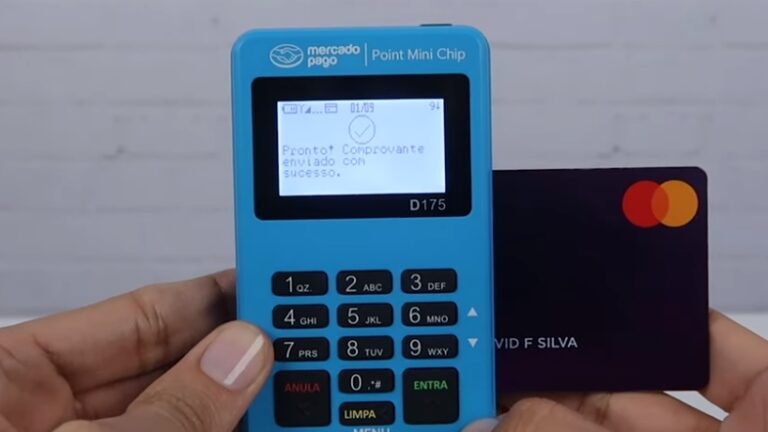 mercado
pago
Point Mini Chip
01/09
Pronto! Comprovante
enviado com
sucesso.
D175
1 QZ.
2 ABC
3 DEF
4 GHI
5 JKL
6 MNO
7 PRS
8 TUV
9 WXY
ANULA
0 .*#
ENTRA
LIMPA
MENU
VID F SILVA